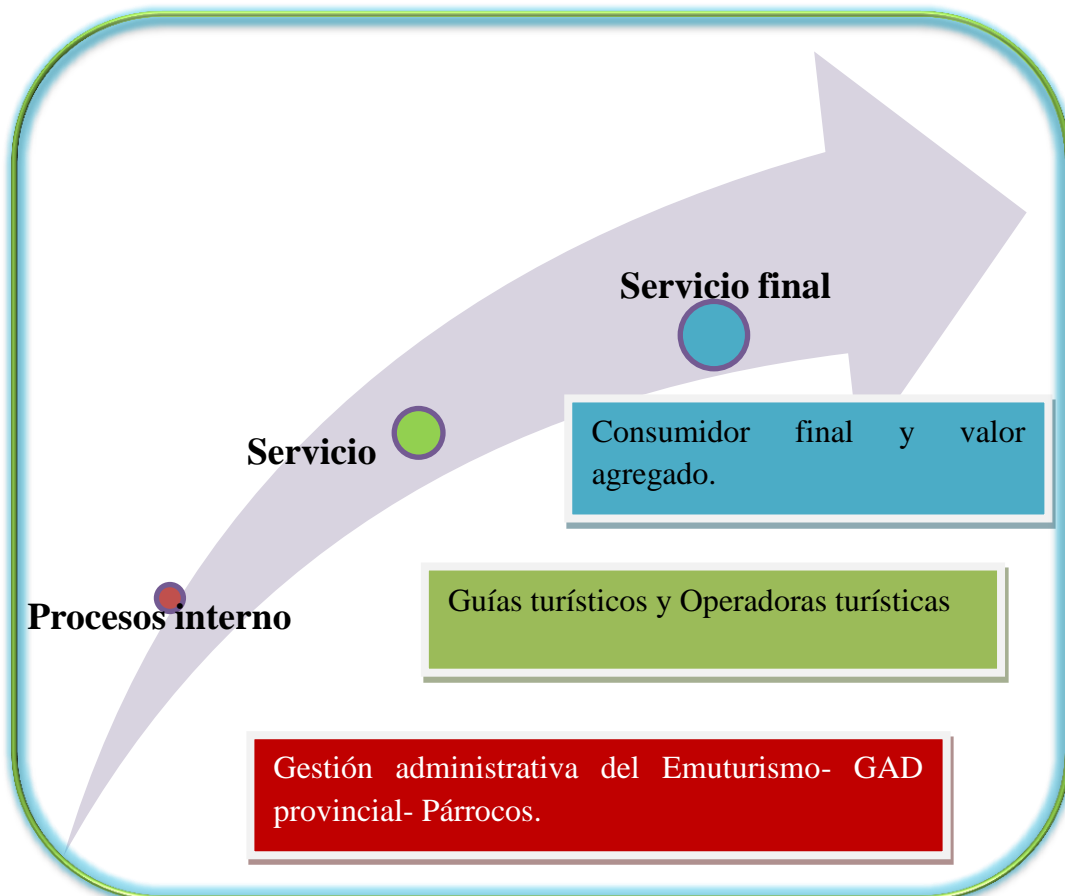 Servicio final
Consumidor final y valor
agregado.
Servicio
Guías turísticos y Operadoras turísticas
Procesos interno
Gestión administrativa del Emuturismo- GAD
provincial- Párrocos.